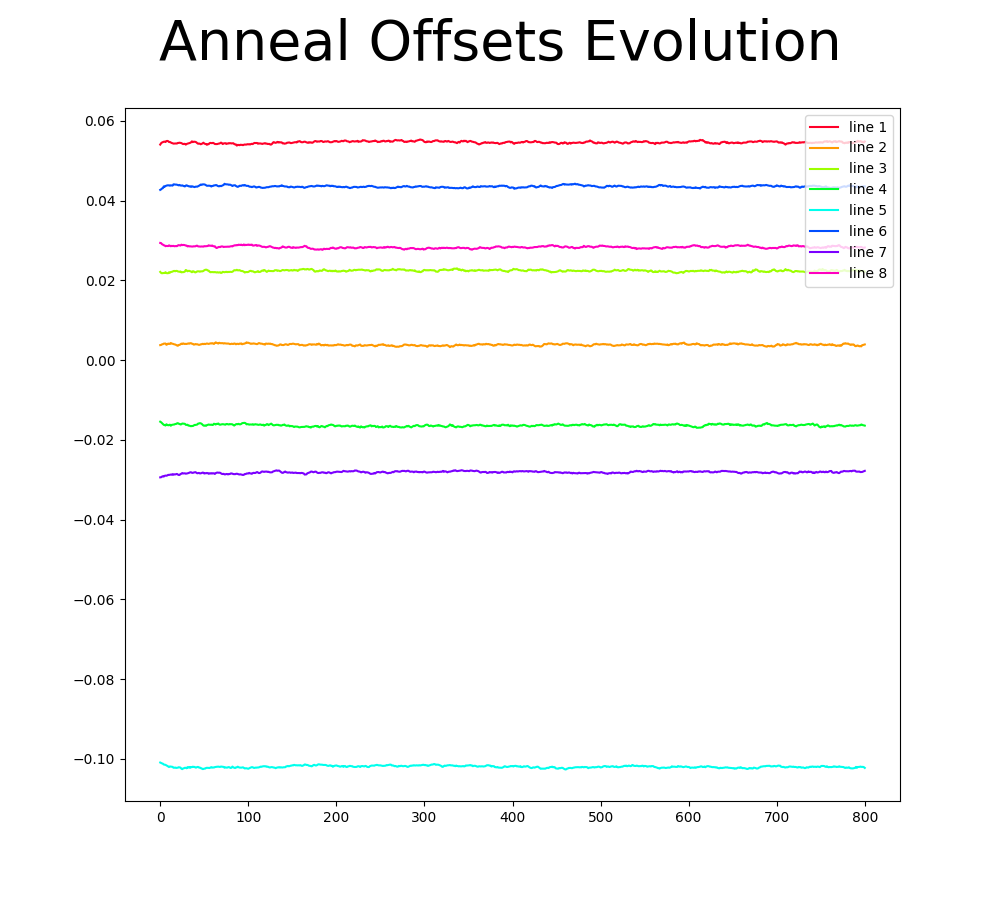 Anneal Offsets Evolution
0.06
0.04
0.02
0.00
−0.02
−0.04
−0.06
−0.08
−0.10
line 1
line 2
line 3
line 4
line 5
line 6
line 7
line 8
0 100 200 300 400 500 600 700 800